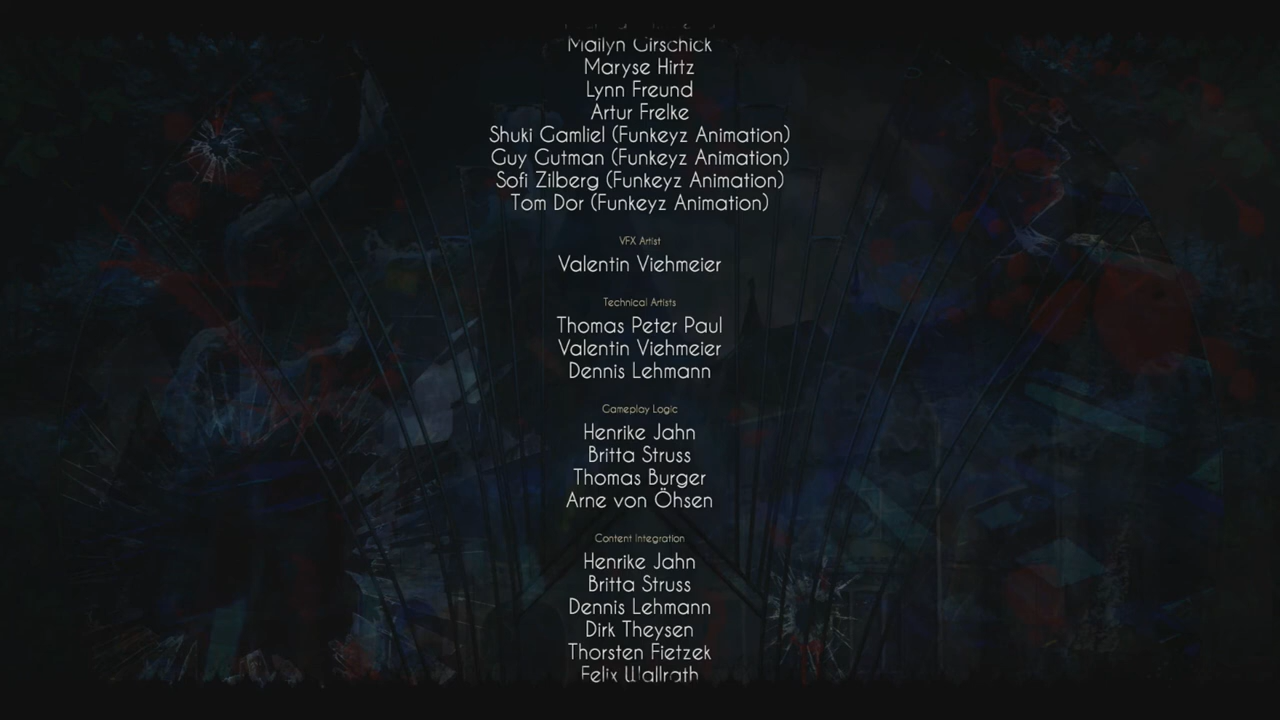 Mailyn Girschick
Maryse Hirtz
Lynn Freund
Artur Frelke
Shuki Gamliel (Funkeyz Animation)
Guy Gutman (Funkeyz Animation)
Sofi Zilberg (Funkeyz Animation)
Tom Dor (Funkeyz Animation)
VFX Artist
Valentin Viehmeier
Technical Artists
Thomas Peter Paul
Valentin Viehmeier
Dennis Lehmann
Gameplay Logic
Henrike Jahn
Britta Struss
Thomas Burger
Arne von Öhsen
Content Integration
Henrike Jahn
Britta Struss
Dennis Lehmann
Dirk Theysen
Thorsten Fietzek
Felix Wallrath